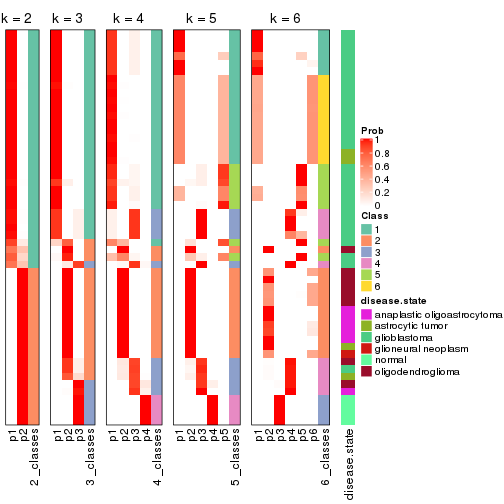 k = 2 k = 3 k = 4 k = 5 k = 6
Prob
1
0.8
0.6
0.4
0.2
0
Class
1
2
3
4
5
6
disease.state
anaplastic oligoastrocytoma
astrocytic tumor
glioblastoma
glioneural neoplasm
normal
oligodendroglioma
p1 p2 2_classes p1 p2 p3 3_classes p1 p2 p3 p4 4_classes p1 p2 p3 p4 p5 5_classes p1 p2 p3 p4 p5 p6 6_classes disease.state